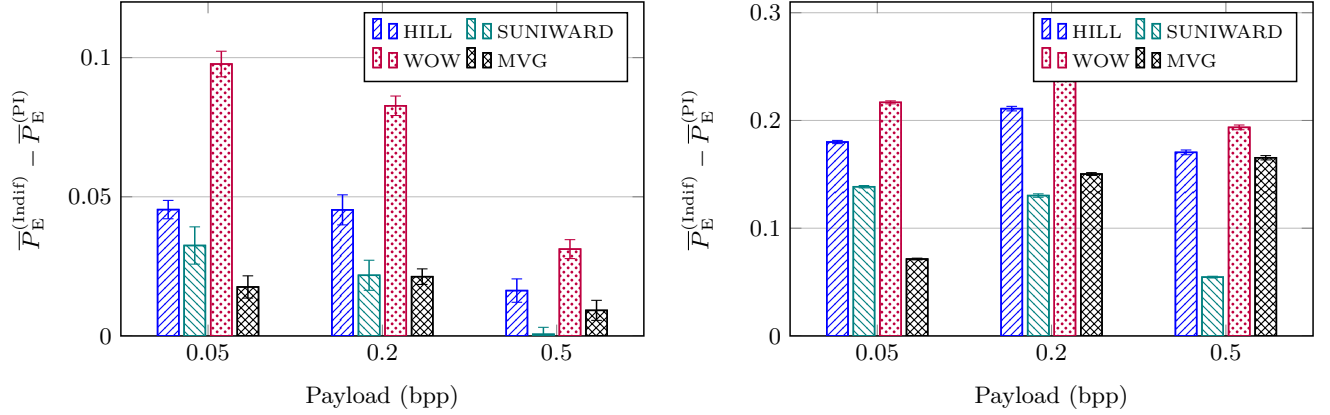 0.1
0.05
0
P̅_E^(Indif) − P̅_E^(PI)
HILL SUNIWARD
WOW MVG
0.05 0.2 0.5
Payload (bpp)
0.3
0.2
0.1
0
P̅_E^(Indif) − P̅_E^(PI)
HILL SUNIWARD
WOW MVG
0.05 0.2 0.5
Payload (bpp)